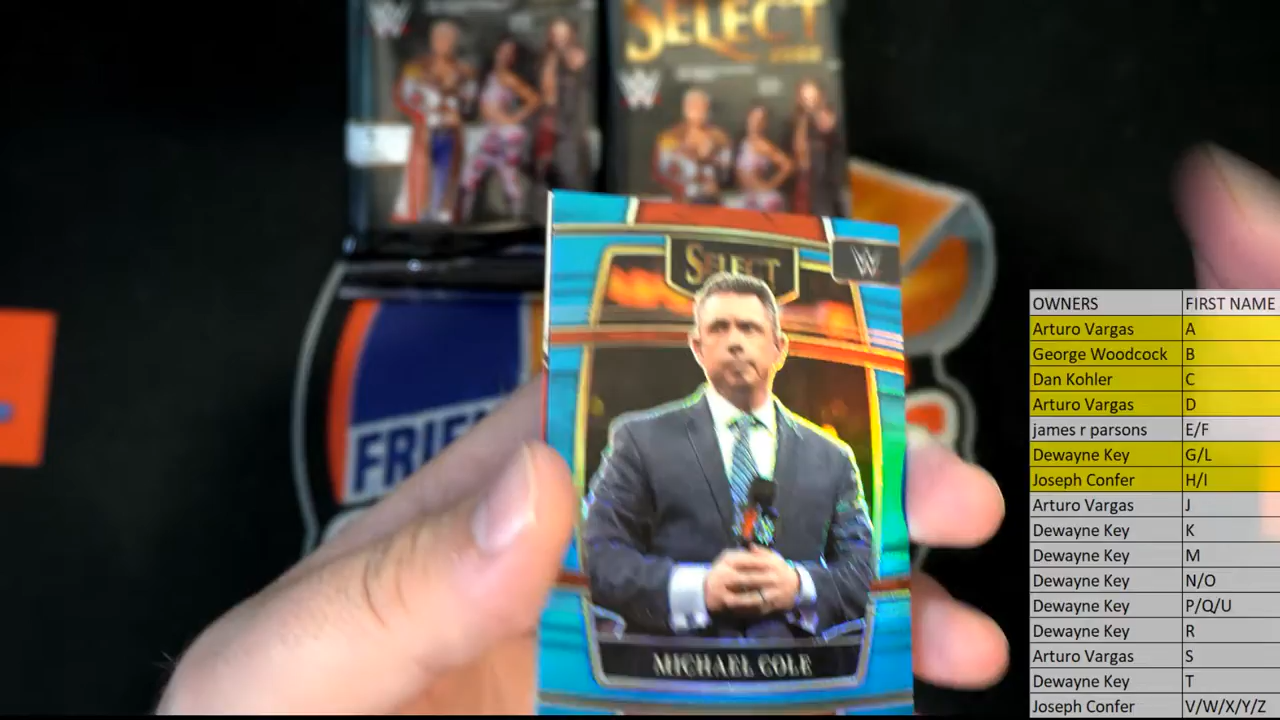 SELECT
SELECT
FRIE
MICHAEL COLE
OWNERS FIRST NAME
Arturo Vargas A
George Woodcock B
Dan Kohler C
Arturo Vargas D
james r parsons E/F
Dewayne Key G/L
Joseph Confer H/I
Arturo Vargas J
Dewayne Key K
Dewayne Key M
Dewayne Key N/O
Dewayne Key P/Q/U
Dewayne Key R
Arturo Vargas S
Dewayne Key T
Joseph Confer V/W/X/Y/Z